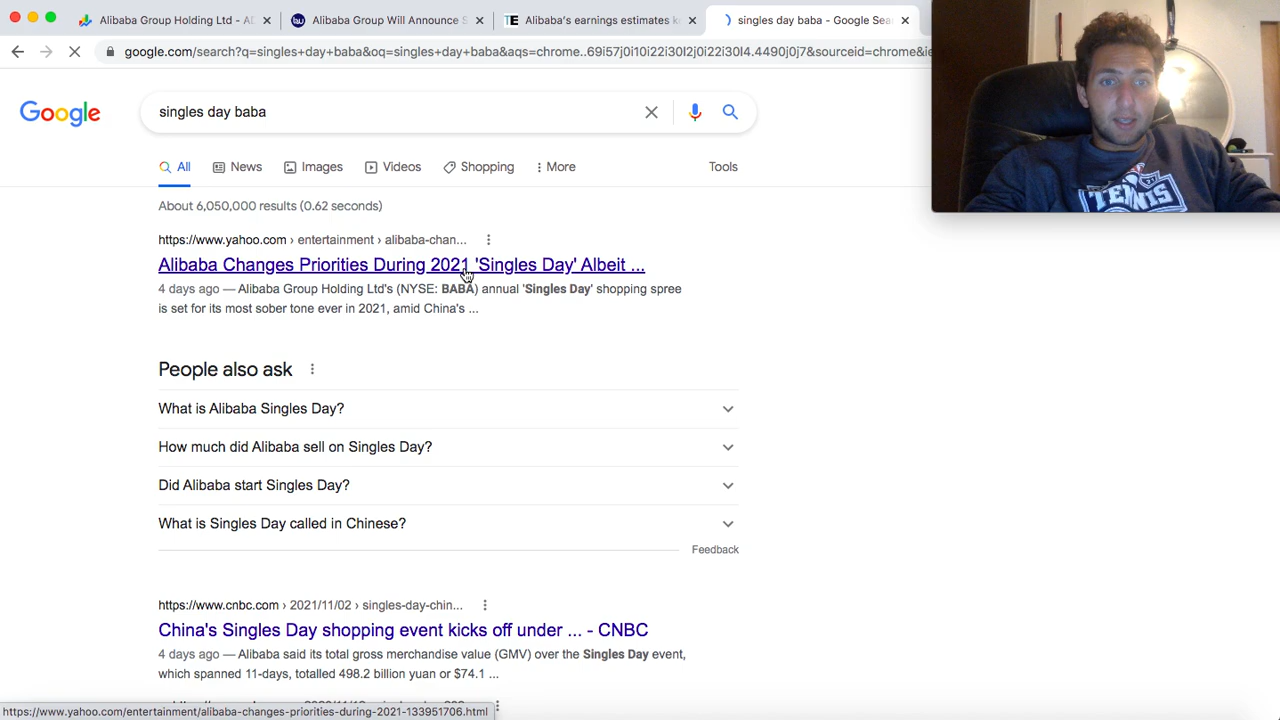 Alibaba Group Holding Ltd - AD
Alibaba Group Will Announce S
TE Alibaba's earnings estimates k
singles day baba - Google Sea
google.com/search?q=singles+day+baba&oq=singles+day+baba&aqs=chrome..69i57j0i10i22i30l2j0i22i30l4.4490j0j7&sourceid=chrome&ie
Google
singles day baba
All
News
Images
Videos
Shopping
More
Tools
About 6,050,000 results (0.62 seconds)
https://www.yahoo.com › entertainment › alibaba-chan...
Alibaba Changes Priorities During 2021 'Singles Day' Albeit ...
4 days ago — Alibaba Group Holding Ltd's (NYSE: BABA) annual 'Singles Day' shopping spree
is set for its most sober tone ever in 2021, amid China's ...
People also ask
What is Alibaba Singles Day?
How much did Alibaba sell on Singles Day?
Did Alibaba start Singles Day?
What is Singles Day called in Chinese?
Feedback
https://www.cnbc.com › 2021/11/02 › singles-day-chin...
China's Singles Day shopping event kicks off under ... - CNBC
4 days ago — Alibaba said its total gross merchandise value (GMV) over the Singles Day event,
which spanned 11-days, totalled 498.2 billion yuan or $74.1 ...
https://www.yahoo.com/entertainment/alibaba-changes-priorities-during-2021-133951706.html
TENNIS